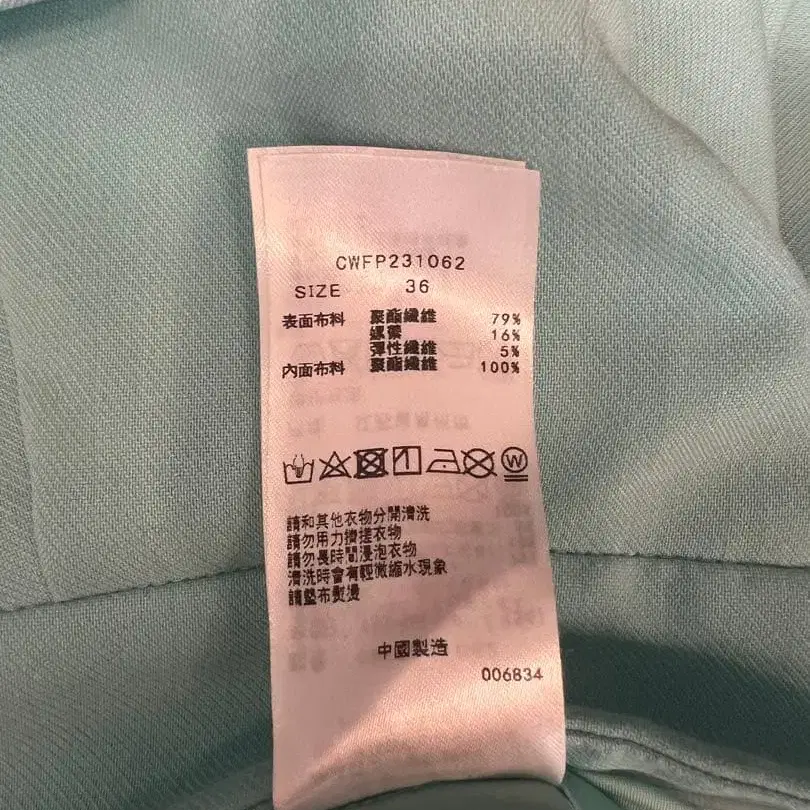 CWFP231062
SIZE 36
表面布料 聚酯纖維 79%
嫘縈 16%
彈性纖維 5%
內面布料 聚酯纖維 100%
W
請和其他衣物分開清洗
請勿用力擠搓衣物
請勿長時間浸泡衣物
清洗時會有輕微縮水現象
請墊布熨燙
中國製造
006834